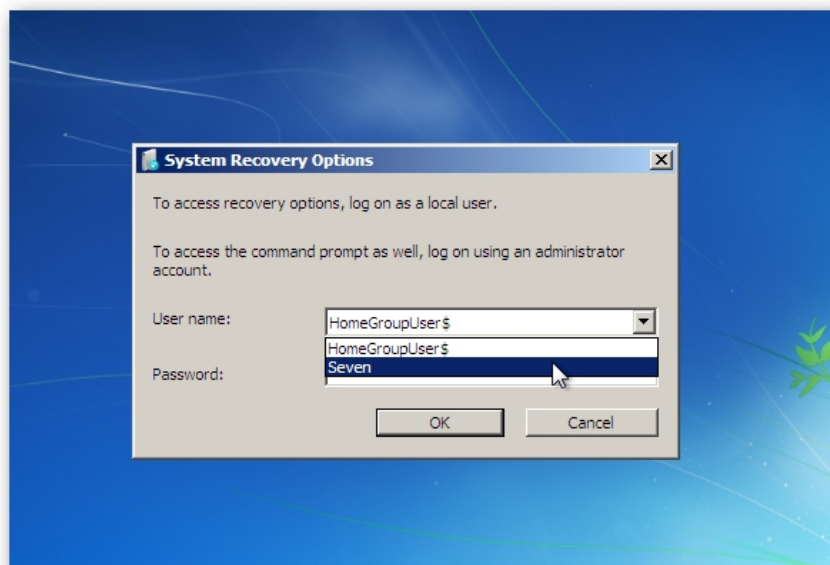 System Recovery Options
To access recovery options, log on as a local user.
To access the command prompt as well, log on using an administrator
account.
User name:
HomeGroupUser$
HomeGroupUser$
Seven
Password:
OK
Cancel